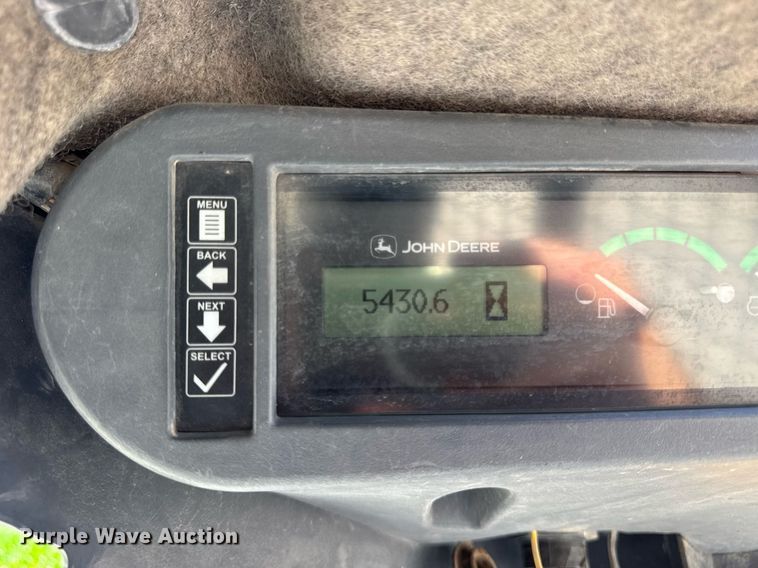 MENU
BACK
NEXT
SELECT
JOHN DEERE
5430.6
Purple Wave Auction